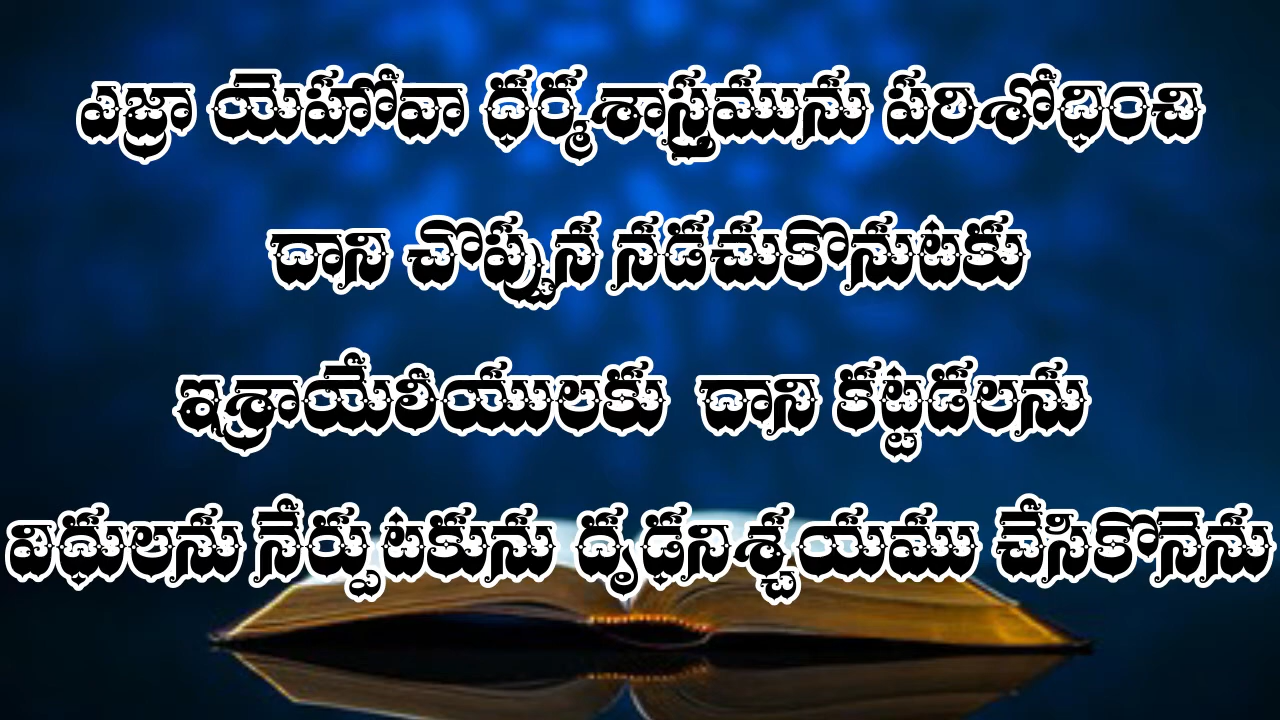 ఎజ్రా యెహోవా ధర్మశాస్త్రమును పరిశోధించి
దాని చొప్పున నడచుకొనుటకు
ఇశ్రాయేలీయులకు దాని కట్టడలను
విధులను నేర్పుటకును దృఢనిశ్చయము చేసికొనెను